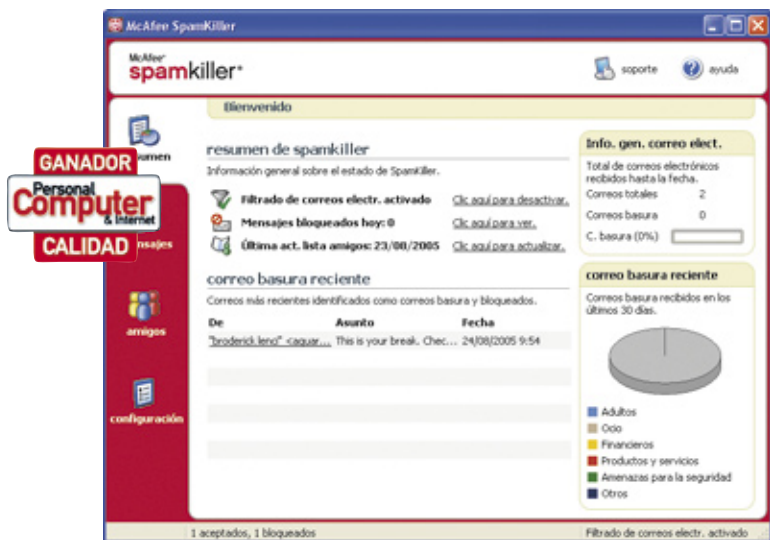 McAfee SpamKiller
McAfee®
spamkiller®
soporte
ayuda
GANADOR
Personal
Computer
& Internet
CALIDAD
amigos
configuración
Bienvenido
resumen de spamkiller
Información general sobre el estado de SpamKiller.
Filtrado de correos electr. activado
Clic aquí para desactivar.
Mensajes bloqueados hoy: 0
Clic aquí para ver.
Última act. lista amigos: 23/08/2005
Clic aquí para actualizar.
correo basura reciente
Correos más recientes identificados como correos basura y bloqueados.
De Asunto Fecha
"broderick leno" <aquar... This is your break. Chec... 24/08/2005 9:54
Info. gen. correo elect.
Total de correos electrónicos
recibidos hasta la fecha.
Correos totales 2
Correos basura 0
C. basura (0%)
correo basura reciente
Correos basura recibidos en los
últimos 30 días.
Adultos
Ocio
Financieros
Productos y servicios
Amenazas para la seguridad
Otros
1 aceptados, 1 bloqueados
Filtrado de correos electr. activado